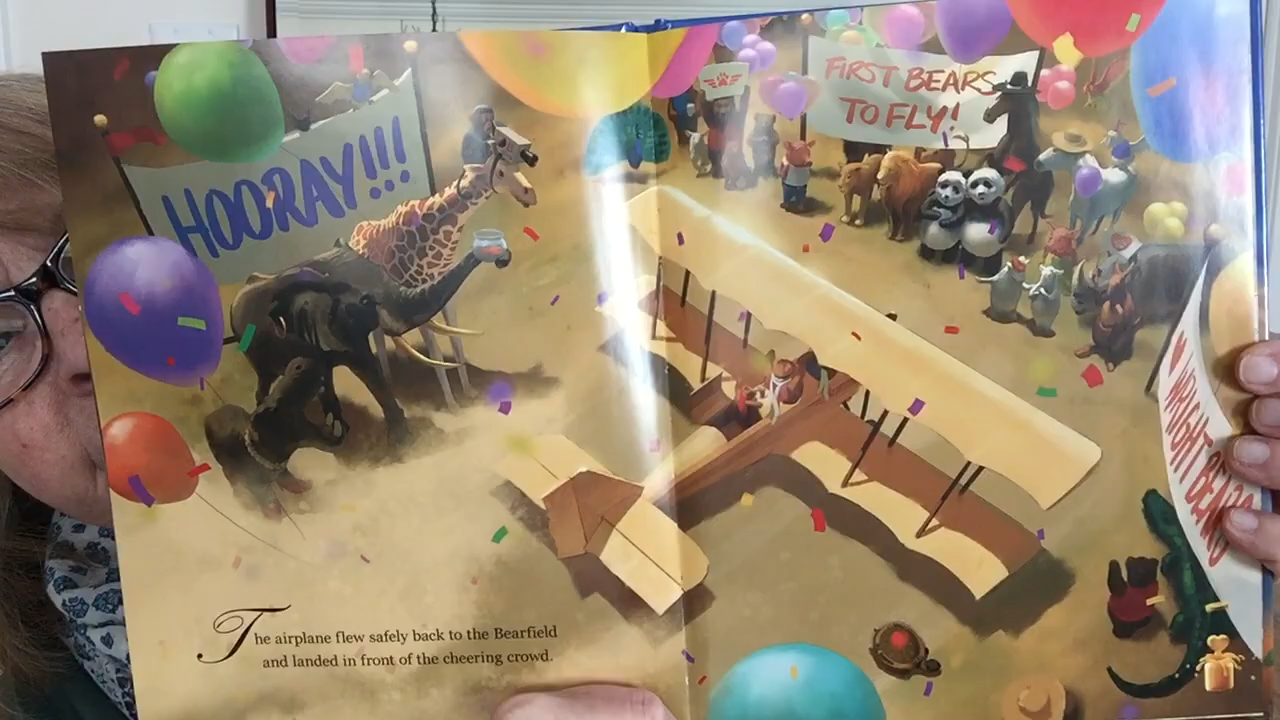 HOORAY!!!
FIRST BEARS
TO FLY!
WRIGHT BEARS
The airplane flew safely back to the Bearfield
and landed in front of the cheering crowd.